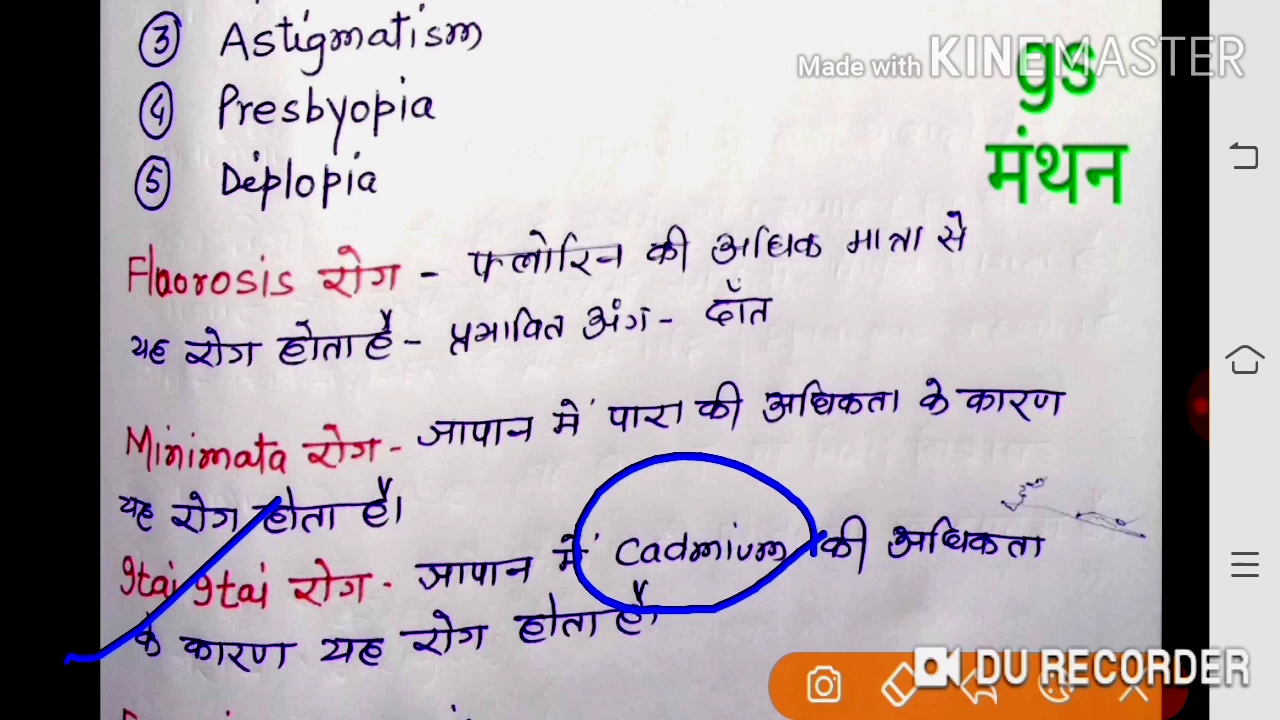 ③ Astigmatism
Made with KINEMASTER
gs
④ Presbyopia
मंथन
⑤ Diplopia
Flaorosis रोग - फ्लोरिन की अधिक मात्रा से
यह रोग होता है - प्रभावित अंग - दाँत
Minimata रोग - जापान में पारा की अधिकता के कारण
यह रोग होता है।
Itai Itai रोग - जापान में Cadmium की अधिकता
के कारण यह रोग होता है।
DU RECORDER